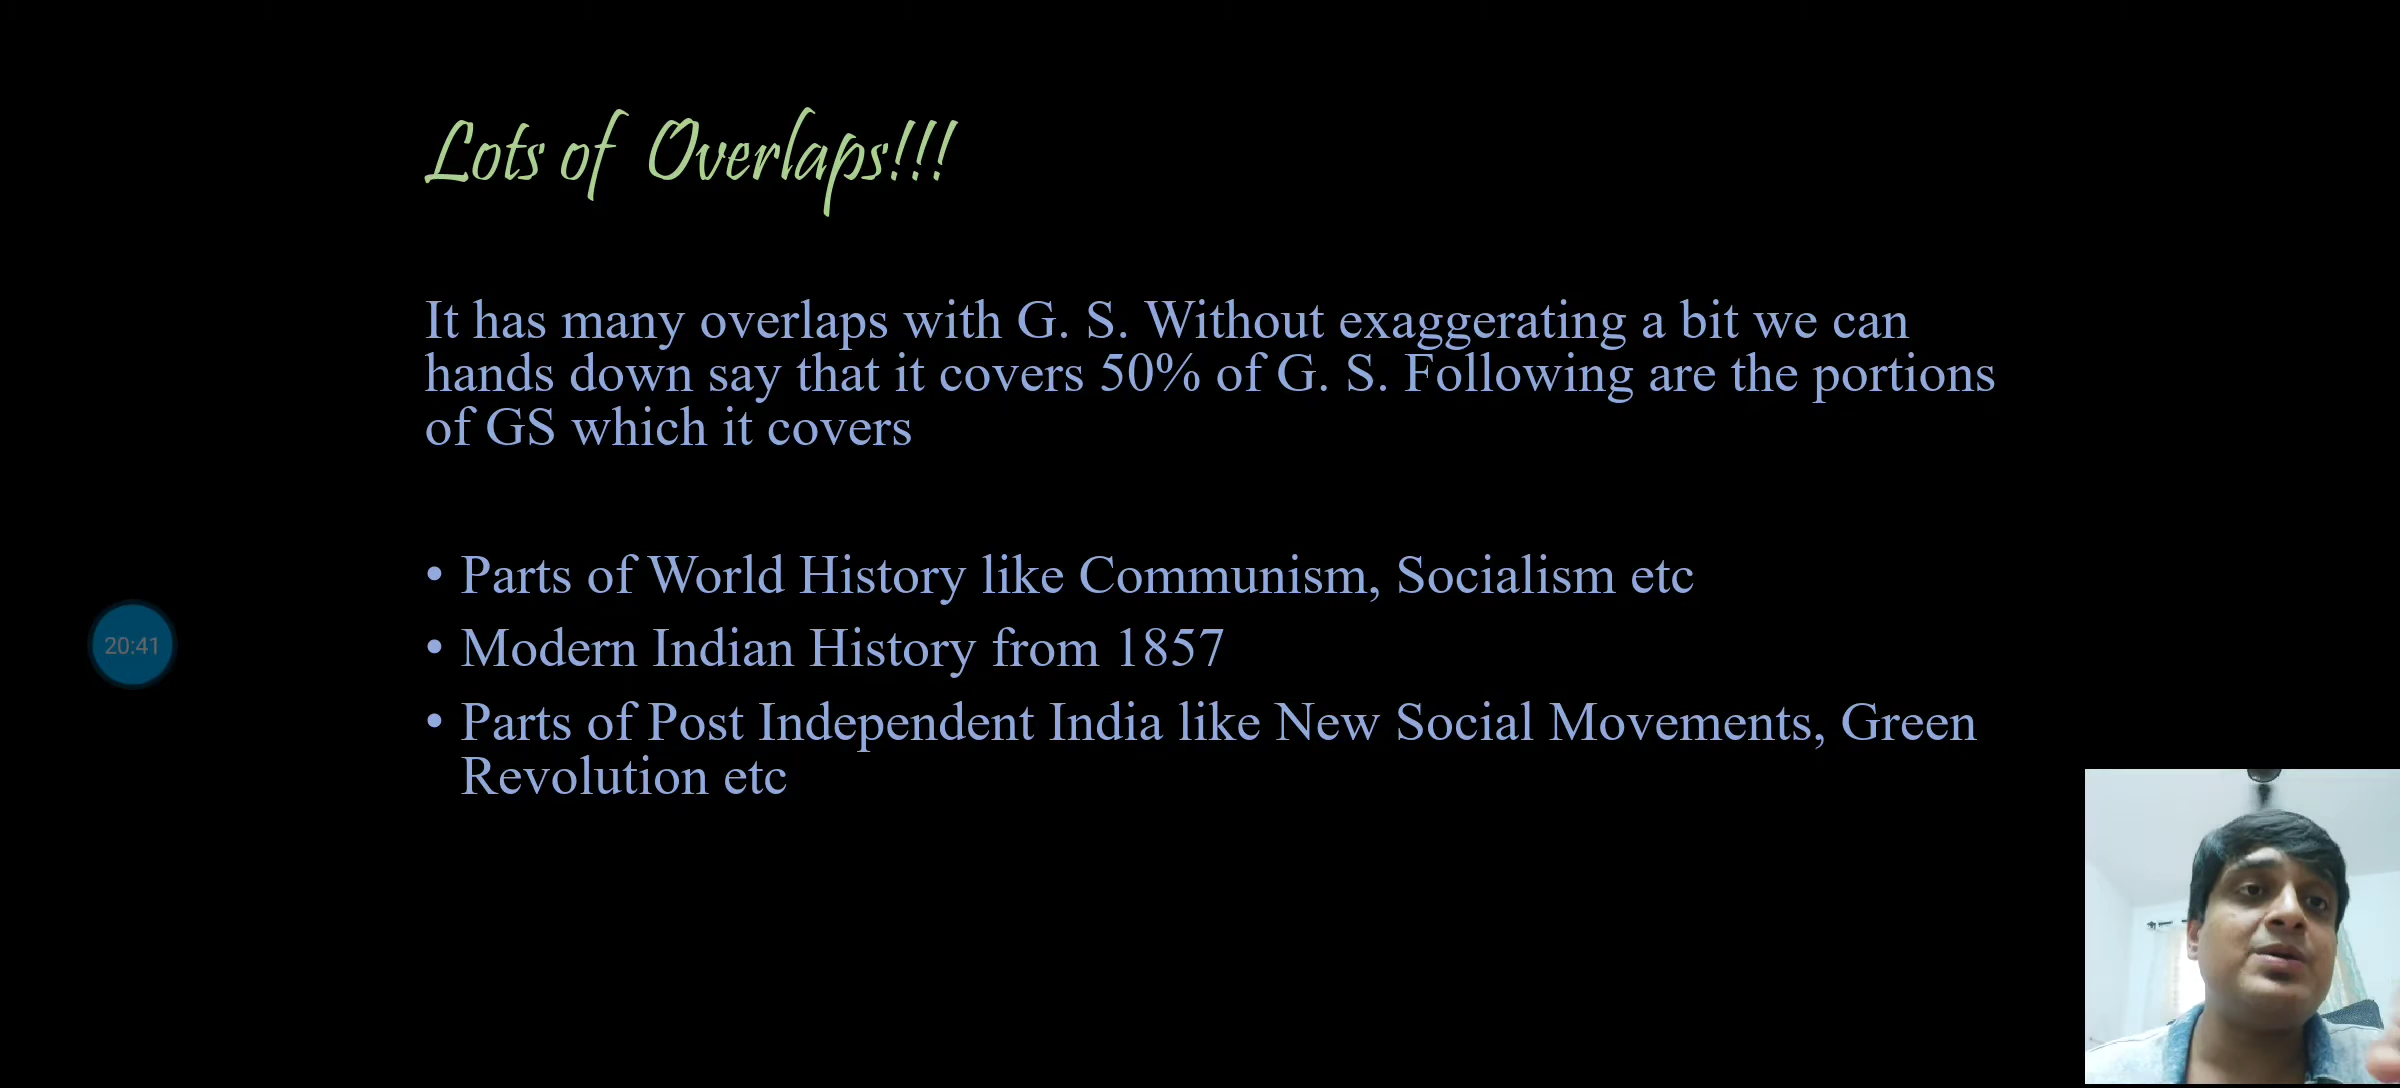 Lots of Overlaps!!!
It has many overlaps with G. S. Without exaggerating a bit we can
hands down say that it covers 50% of G. S. Following are the portions
of GS which it covers
• Parts of World History like Communism, Socialism etc
• Modern Indian History from 1857
20:41
• Parts of Post Independent India like New Social Movements, Green
Revolution etc